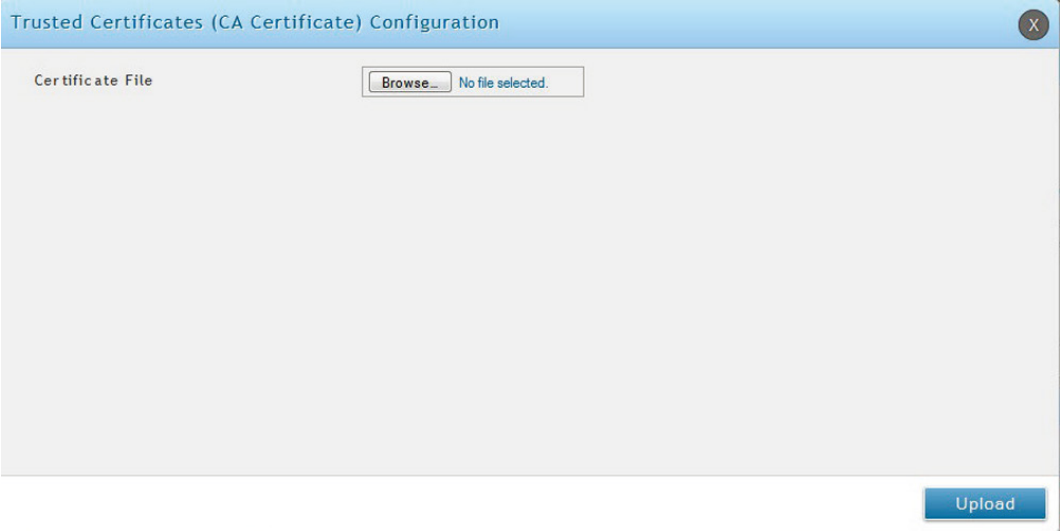 Trusted Certificates (CA Certificate) Configuration
X
Certificate File
Browse… No file selected.
Upload